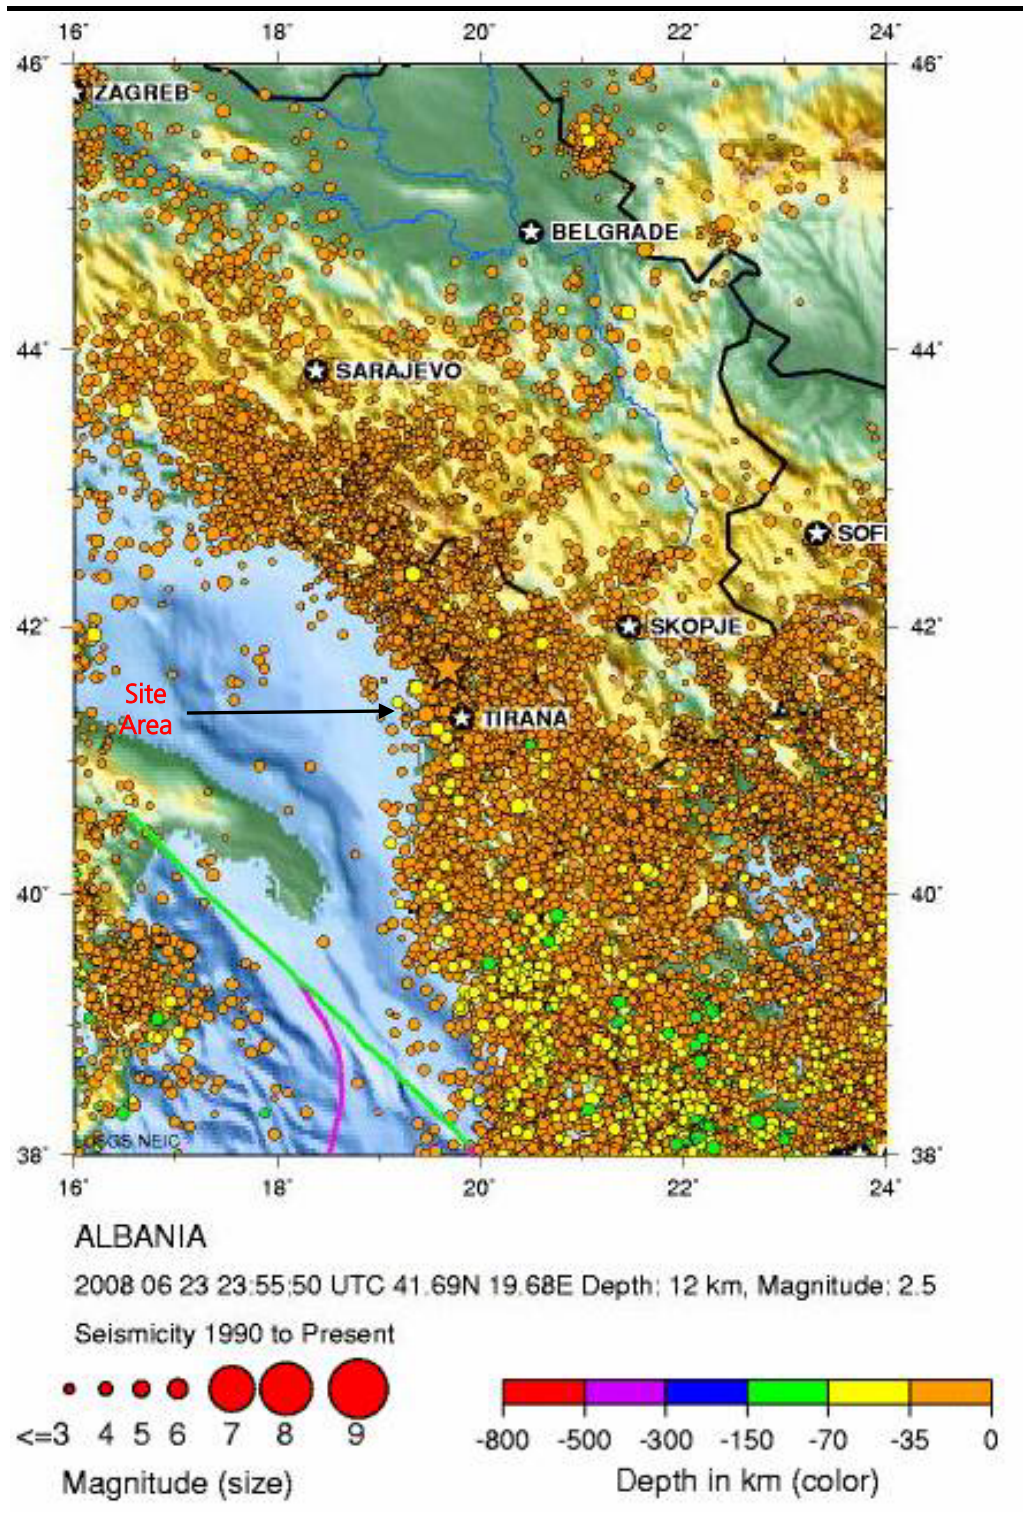 16° 18° 20° 22° 24°
46° 46°
ZAGREB
BELGRADE
44° 44°
SARAJEVO
SOFI
42° 42°
SKOPJE
Site
Area
TIRANA
40° 40°
USGS NEIC
38° 38°
16° 18° 20° 22° 24°
ALBANIA
2008 06 23 23:55:50 UTC 41.69N 19.68E Depth: 12 km, Magnitude: 2.5
Seismicity 1990 to Present
<=3 4 5 6 7 8 9
Magnitude (size)
-800 -500 -300 -150 -70 -35 0
Depth in km (color)